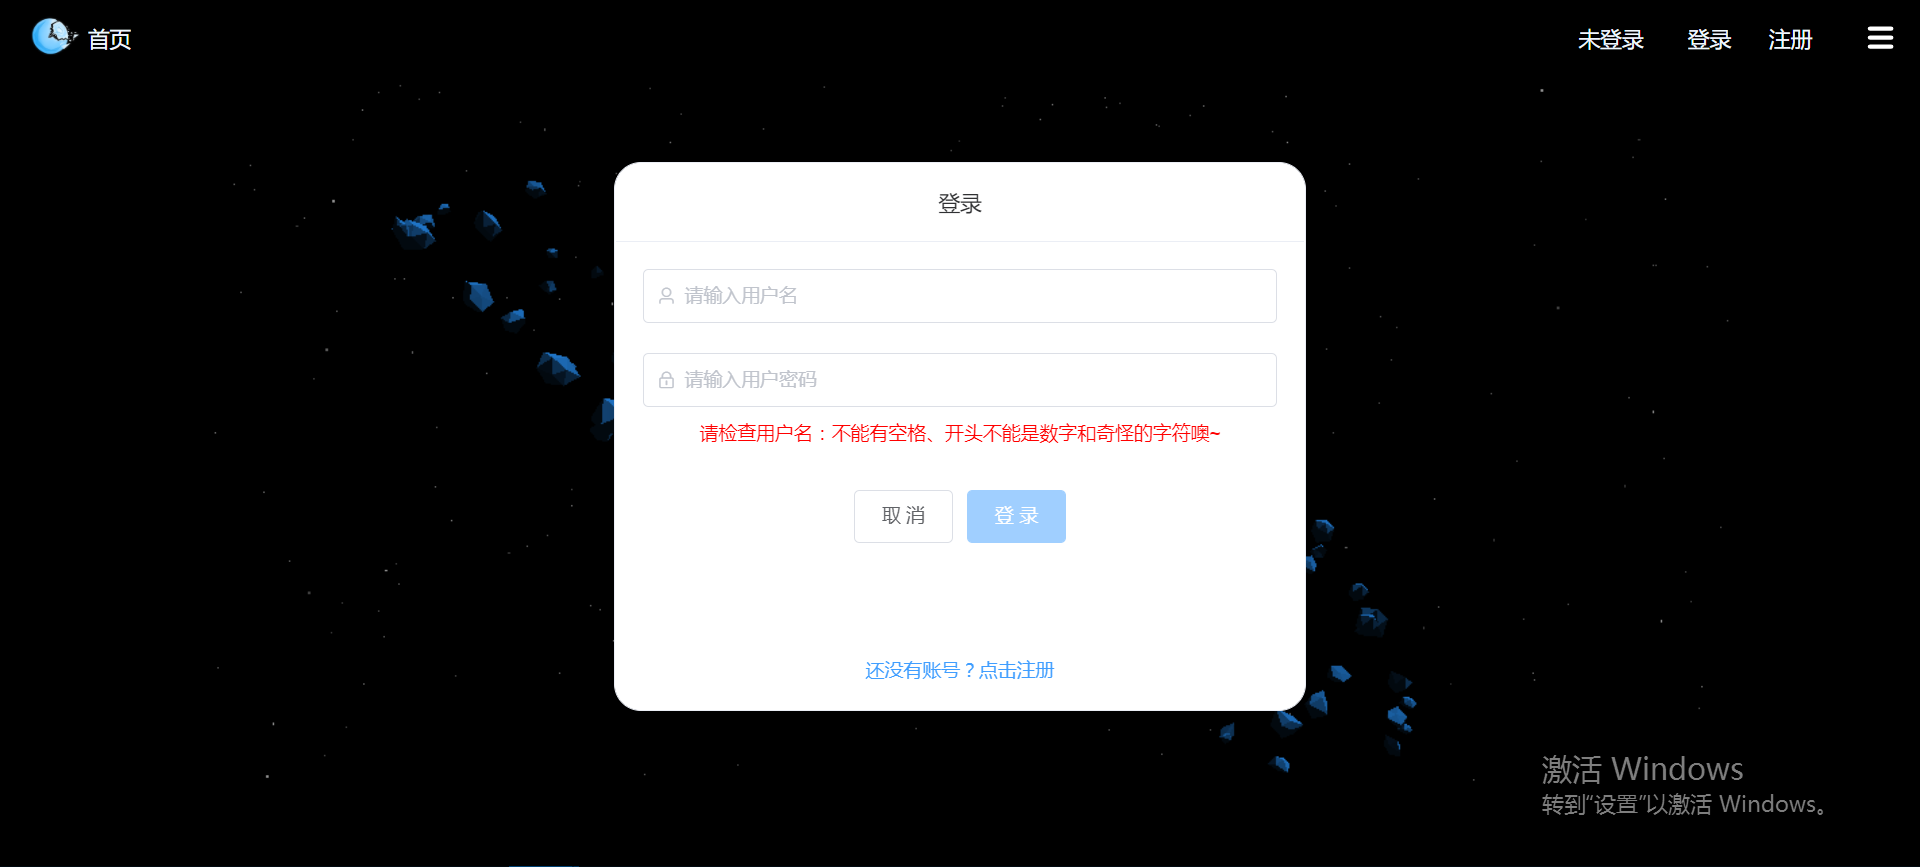 首页
未登录 登录 注册
登录
请输入用户名
请输入用户密码
请检查用户名：不能有空格、开头不能是数字和奇怪的字符噢~
取 消 登 录
还没有账号？点击注册
激活 Windows
转到“设置”以激活 Windows。